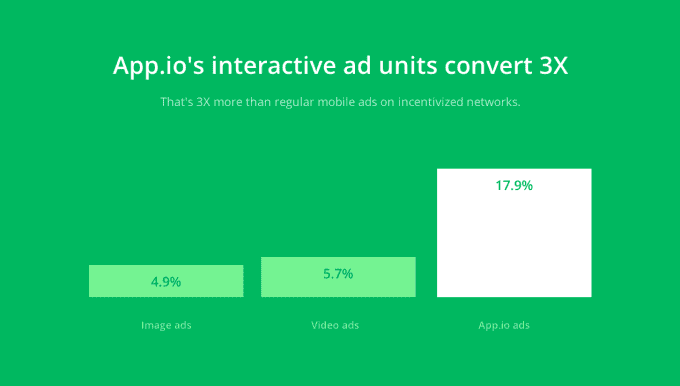 App.io's interactive ad units convert 3X
That's 3X more than regular mobile ads on incentivized networks.
17.9%
5.7%
4.9%
Image ads
Video ads
App.io ads